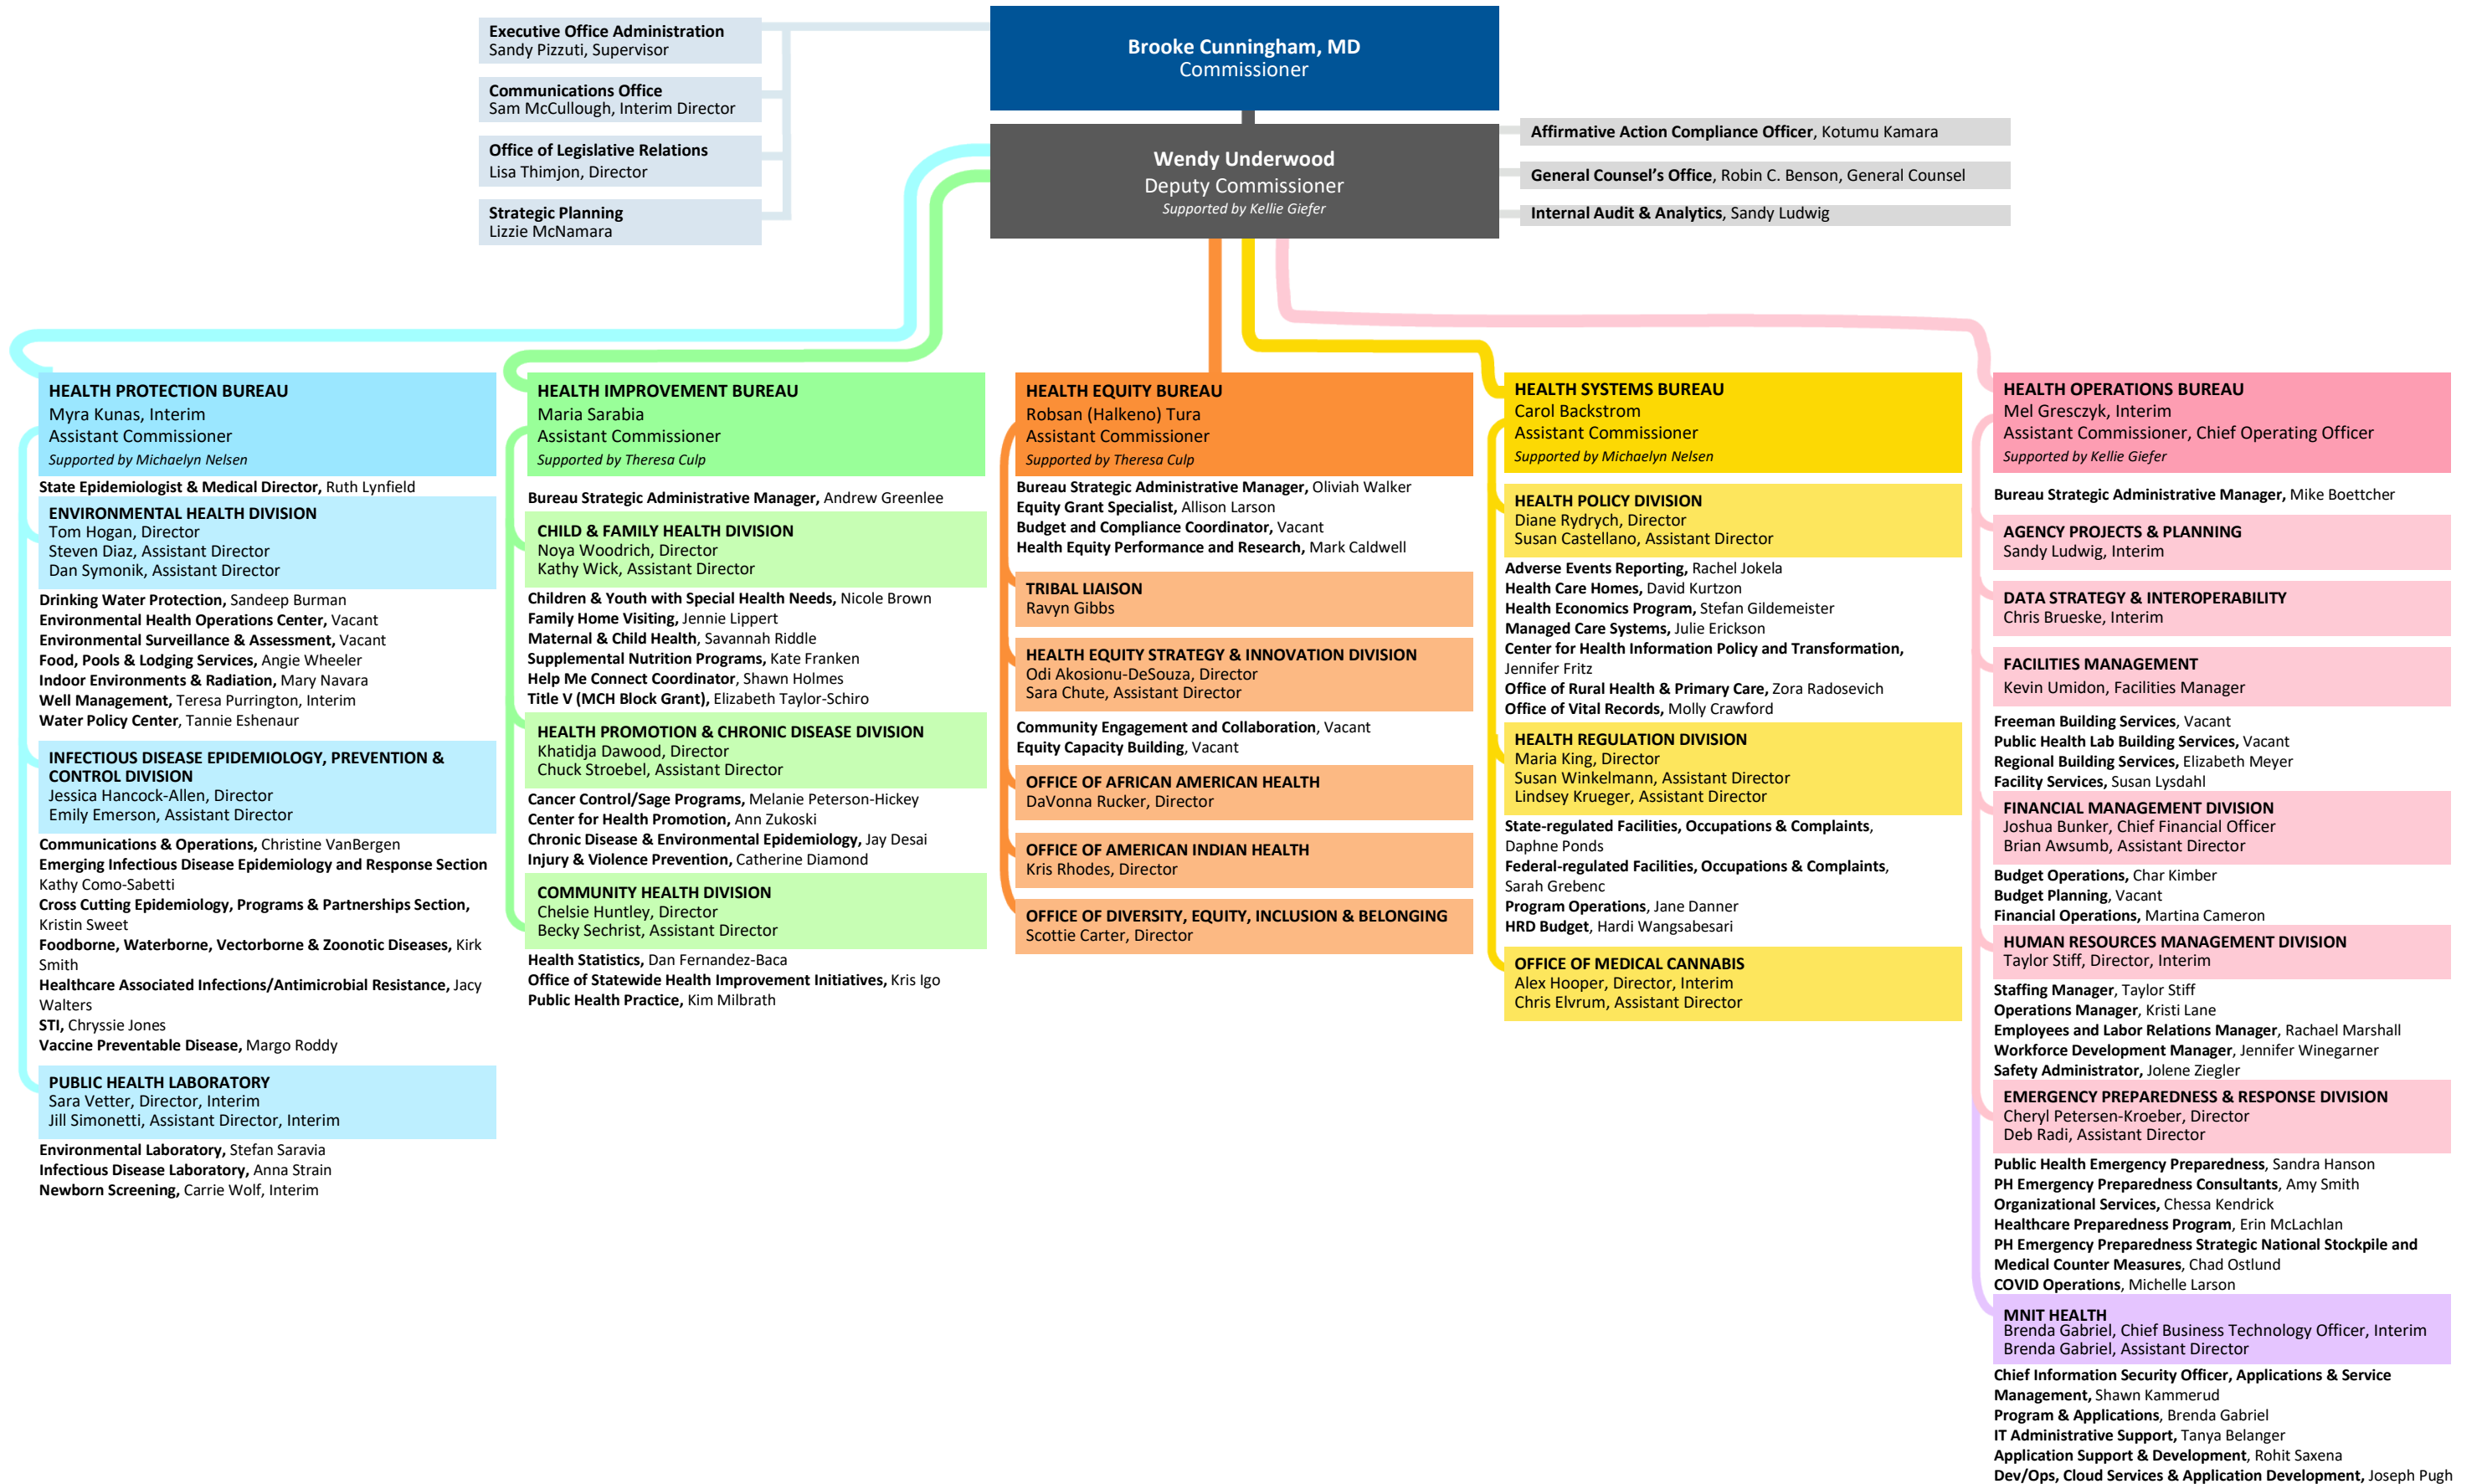 Executive Office Administration
Sandy Pizzuti, Supervisor
Communications Office
Sam McCullough, Interim Director
Office of Legislative Relations
Lisa Thimjon, Director
Strategic Planning
Lizzie McNamara
Brooke Cunningham, MD
Commissioner
Wendy Underwood
Deputy Commissioner
Supported by Kellie Giefer
Affirmative Action Compliance Officer, Kotumu Kamara
General Counsel's Office, Robin C. Benson, General Counsel
Internal Audit & Analytics, Sandy Ludwig
HEALTH PROTECTION BUREAU
Myra Kunas, Interim
Assistant Commissioner
Supported by Michaelyn Nelsen
State Epidemiologist & Medical Director, Ruth Lynfield
ENVIRONMENTAL HEALTH DIVISION
Tom Hogan, Director
Steven Diaz, Assistant Director
Dan Symonik, Assistant Director
Drinking Water Protection, Sandeep Burman
Environmental Health Operations Center, Vacant
Environmental Surveillance & Assessment, Vacant
Food, Pools & Lodging Services, Angie Wheeler
Indoor Environments & Radiation, Mary Navara
Well Management, Teresa Purrington, Interim
Water Policy Center, Tannie Eshenaur
INFECTIOUS DISEASE EPIDEMIOLOGY, PREVENTION &
CONTROL DIVISION
Jessica Hancock-Allen, Director
Emily Emerson, Assistant Director
Communications & Operations, Christine VanBergen
Emerging Infectious Disease Epidemiology and Response Section
Kathy Como-Sabetti
Cross Cutting Epidemiology, Programs & Partnerships Section,
Kristin Sweet
Foodborne, Waterborne, Vectorborne & Zoonotic Diseases, Kirk
Smith
Healthcare Associated Infections/Antimicrobial Resistance, Jacy
Walters
STI, Chryssie Jones
Vaccine Preventable Disease, Margo Roddy
PUBLIC HEALTH LABORATORY
Sara Vetter, Director, Interim
Jill Simonetti, Assistant Director, Interim
Environmental Laboratory, Stefan Saravia
Infectious Disease Laboratory, Anna Strain
Newborn Screening, Carrie Wolf, Interim
HEALTH IMPROVEMENT BUREAU
Maria Sarabia
Assistant Commissioner
Supported by Theresa Culp
Bureau Strategic Administrative Manager, Andrew Greenlee
CHILD & FAMILY HEALTH DIVISION
Noya Woodrich, Director
Kathy Wick, Assistant Director
Children & Youth with Special Health Needs, Nicole Brown
Family Home Visiting, Jennie Lippert
Maternal & Child Health, Savannah Riddle
Supplemental Nutrition Programs, Kate Franken
Help Me Connect Coordinator, Shawn Holmes
Title V (MCH Block Grant), Elizabeth Taylor-Schiro
HEALTH PROMOTION & CHRONIC DISEASE DIVISION
Khatidja Dawood, Director
Chuck Stroebel, Assistant Director
Cancer Control/Sage Programs, Melanie Peterson-Hickey
Center for Health Promotion, Ann Zukoski
Chronic Disease & Environmental Epidemiology, Jay Desai
Injury & Violence Prevention, Catherine Diamond
COMMUNITY HEALTH DIVISION
Chelsie Huntley, Director
Becky Sechrist, Assistant Director
Health Statistics, Dan Fernandez-Baca
Office of Statewide Health Improvement Initiatives, Kris Igo
Public Health Practice, Kim Milbrath
HEALTH EQUITY BUREAU
Robsan (Halkeno) Tura
Assistant Commissioner
Supported by Theresa Culp
Bureau Strategic Administrative Manager, Oliviah Walker
Equity Grant Specialist, Allison Larson
Budget and Compliance Coordinator, Vacant
Health Equity Performance and Research, Mark Caldwell
TRIBAL LIAISON
Ravyn Gibbs
HEALTH EQUITY STRATEGY & INNOVATION DIVISION
Odi Akosionu-DeSouza, Director
Sara Chute, Assistant Director
Community Engagement and Collaboration, Vacant
Equity Capacity Building, Vacant
OFFICE OF AFRICAN AMERICAN HEALTH
DaVonna Rucker, Director
OFFICE OF AMERICAN INDIAN HEALTH
Kris Rhodes, Director
OFFICE OF DIVERSITY, EQUITY, INCLUSION & BELONGING
Scottie Carter, Director
HEALTH SYSTEMS BUREAU
Carol Backstrom
Assistant Commissioner
Supported by Michaelyn Nelsen
HEALTH POLICY DIVISION
Diane Rydrych, Director
Susan Castellano, Assistant Director
Adverse Events Reporting, Rachel Jokela
Health Care Homes, David Kurtzon
Health Economics Program, Stefan Gildemeister
Managed Care Systems, Julie Erickson
Center for Health Information Policy and Transformation,
Jennifer Fritz
Office of Rural Health & Primary Care, Zora Radosevich
Office of Vital Records, Molly Crawford
HEALTH REGULATION DIVISION
Maria King, Director
Susan Winkelmann, Assistant Director
Lindsey Krueger, Assistant Director
State-regulated Facilities, Occupations & Complaints,
Daphne Ponds
Federal-regulated Facilities, Occupations & Complaints,
Sarah Grebenc
Program Operations, Jane Danner
HRD Budget, Hardi Wangsabesari
OFFICE OF MEDICAL CANNABIS
Alex Hooper, Director, Interim
Chris Elvrum, Assistant Director
HEALTH OPERATIONS BUREAU
Mel Gresczyk, Interim
Assistant Commissioner, Chief Operating Officer
Supported by Kellie Giefer
Bureau Strategic Administrative Manager, Mike Boettcher
AGENCY PROJECTS & PLANNING
Sandy Ludwig, Interim
DATA STRATEGY & INTEROPERABILITY
Chris Brueske, Interim
FACILITIES MANAGEMENT
Kevin Umidon, Facilities Manager
Freeman Building Services, Vacant
Public Health Lab Building Services, Vacant
Regional Building Services, Elizabeth Meyer
Facility Services, Susan Lysdahl
FINANCIAL MANAGEMENT DIVISION
Joshua Bunker, Chief Financial Officer
Brian Awsumb, Assistant Director
Budget Operations, Char Kimber
Budget Planning, Vacant
Financial Operations, Martina Cameron
HUMAN RESOURCES MANAGEMENT DIVISION
Taylor Stiff, Director, Interim
Staffing Manager, Taylor Stiff
Operations Manager, Kristi Lane
Employees and Labor Relations Manager, Rachael Marshall
Workforce Development Manager, Jennifer Winegarner
Safety Administrator, Jolene Ziegler
EMERGENCY PREPAREDNESS & RESPONSE DIVISION
Cheryl Petersen-Kroeber, Director
Deb Radi, Assistant Director
Public Health Emergency Preparedness, Sandra Hanson
PH Emergency Preparedness Consultants, Amy Smith
Organizational Services, Chessa Kendrick
Healthcare Preparedness Program, Erin McLachlan
PH Emergency Preparedness Strategic National Stockpile and
Medical Counter Measures, Chad Ostlund
COVID Operations, Michelle Larson
MNIT HEALTH
Brenda Gabriel, Chief Business Technology Officer, Interim
Brenda Gabriel, Assistant Director
Chief Information Security Officer, Applications & Service
Management, Shawn Kammerud
Program & Applications, Brenda Gabriel
IT Administrative Support, Tanya Belanger
Application Support & Development, Rohit Saxena
Dev/Ops, Cloud Services & Application Development, Joseph Pugh